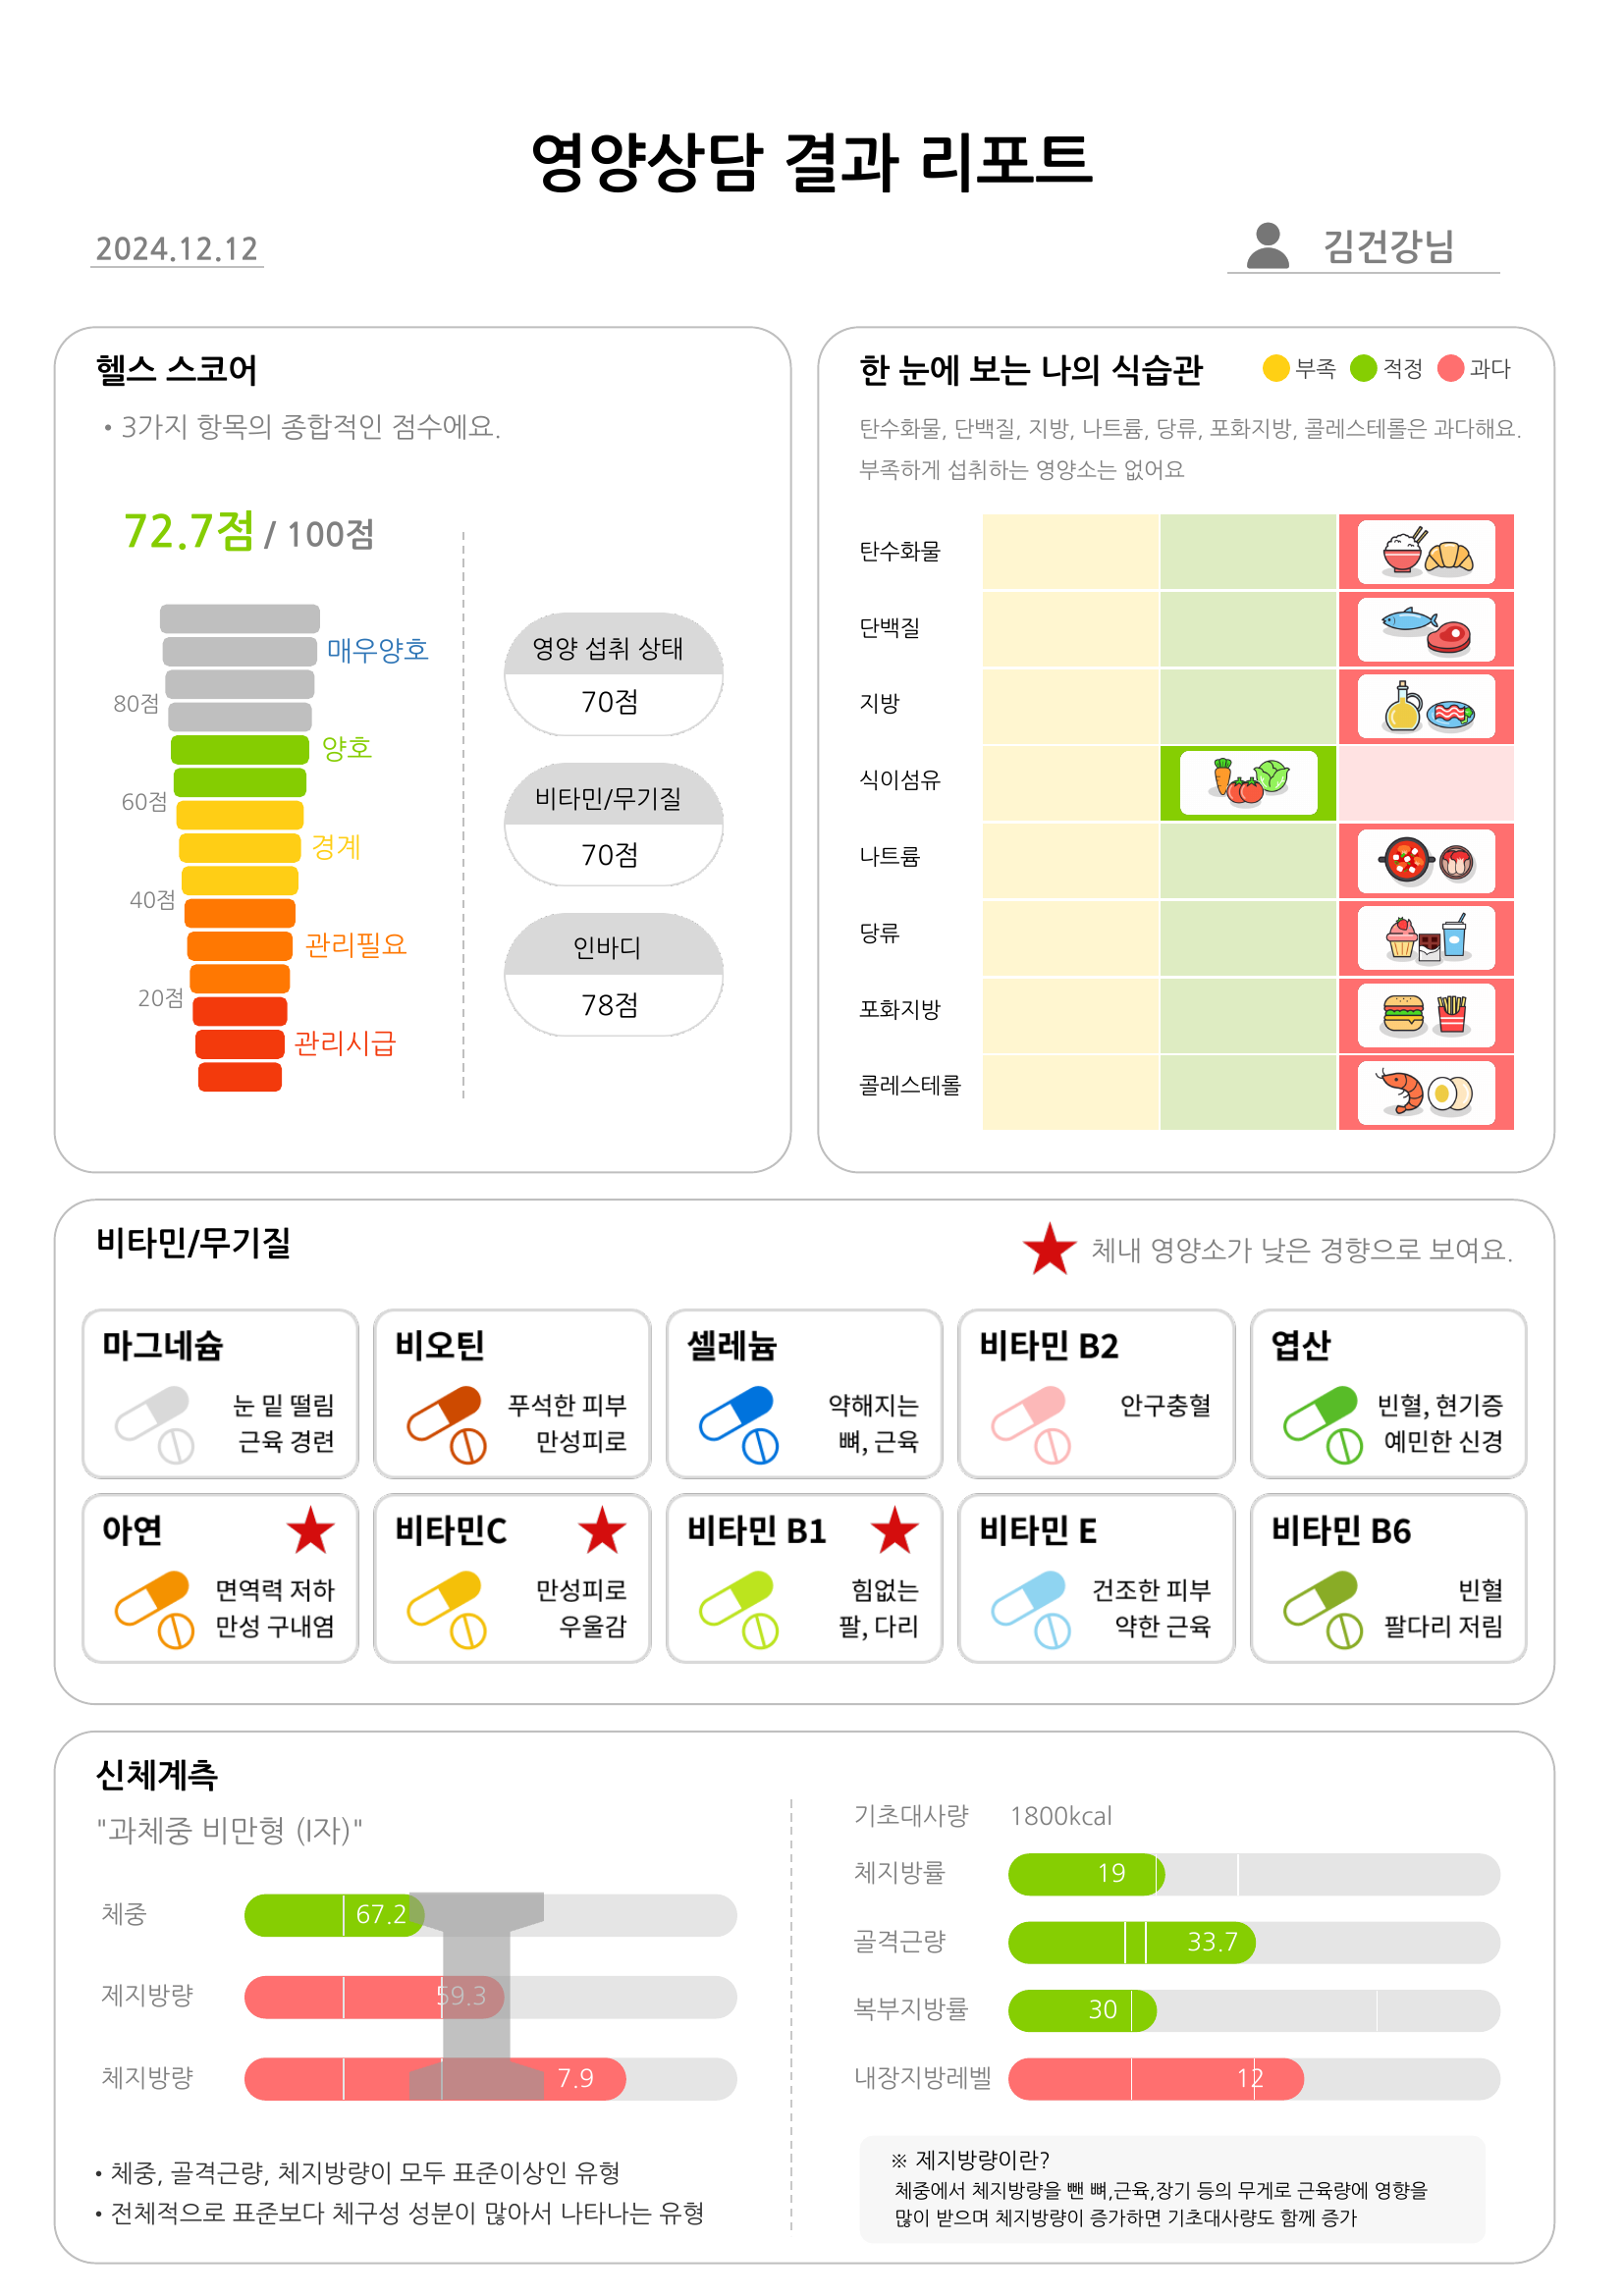 영양상담 결과 리포트
2024.12.12
김건강님
헬스 스코어
• 3가지 항목의 종합적인 점수에요.
72.7점 / 100점
매우양호
80점
양호
60점
경계
40점
관리필요
20점
관리시급
영양 섭취 상태
70점
비타민/무기질
70점
인바디
78점
한 눈에 보는 나의 식습관
부족 적정 과다
탄수화물, 단백질, 지방, 나트륨, 당류, 포화지방, 콜레스테롤은 과다해요.
부족하게 섭취하는 영양소는 없어요
탄수화물
단백질
지방
식이섬유
나트륨
당류
포화지방
콜레스테롤
비타민/무기질
체내 영양소가 낮은 경향으로 보여요.
마그네슘
눈 밑 떨림
근육 경련
비오틴
푸석한 피부
만성피로
셀레늄
약해지는
뼈, 근육
비타민 B2
안구충혈
엽산
빈혈, 현기증
예민한 신경
아연
면역력 저하
만성 구내염
비타민C
만성피로
우울감
비타민 B1
힘없는
팔, 다리
비타민 E
건조한 피부
약한 근육
비타민 B6
빈혈
팔다리 저림
신체계측
"과체중 비만형 (I자)"
체중 67.2
제지방량 59.3
체지방량 7.9
• 체중, 골격근량, 체지방량이 모두 표준이상인 유형
• 전체적으로 표준보다 체구성 성분이 많아서 나타나는 유형
기초대사량 1800kcal
체지방률 19
골격근량 33.7
복부지방률 30
내장지방레벨 12
※ 제지방량이란?
체중에서 체지방량을 뺀 뼈,근육,장기 등의 무게로 근육량에 영향을
많이 받으며 체지방량이 증가하면 기초대사량도 함께 증가